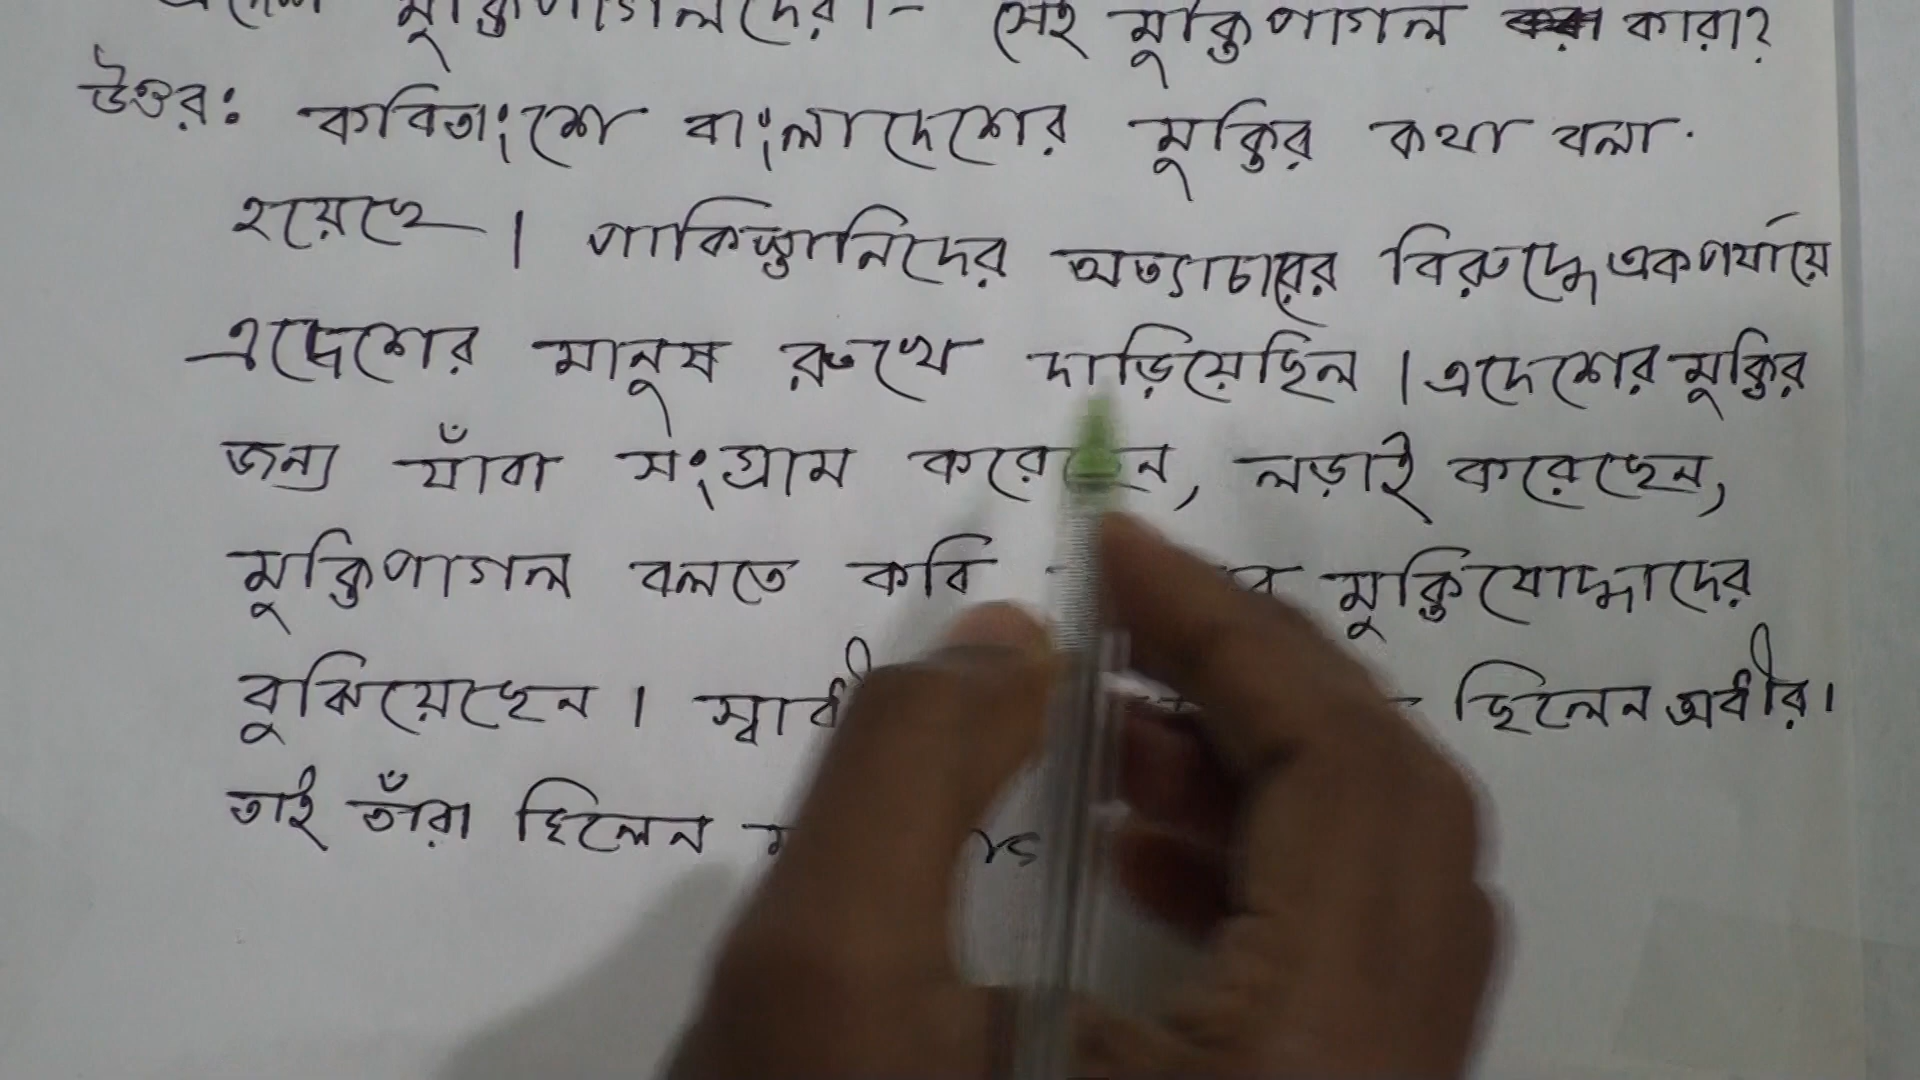 মুক্তিপাগলদের।- সেই মুক্তিপাগল কারা?
উত্তর: কবিতাংশে বাংলাদেশের মুক্তির কথা বলা
হয়েছে। পাকিস্তানিদের অত্যাচারের বিরুদ্ধে একপর্যায়ে
এদেশের মানুষ রুখে দাড়িয়েছিল। এদেশের মুক্তির
জন্য যাঁরা সংগ্রাম করেছেন, লড়াই করেছেন,
মুক্তিপাগল বলতে কবি মুক্তিযোদ্ধাদের
বুঝিয়েছেন। ছিলেন অধীর।
তাই তাঁরা ছিলেন